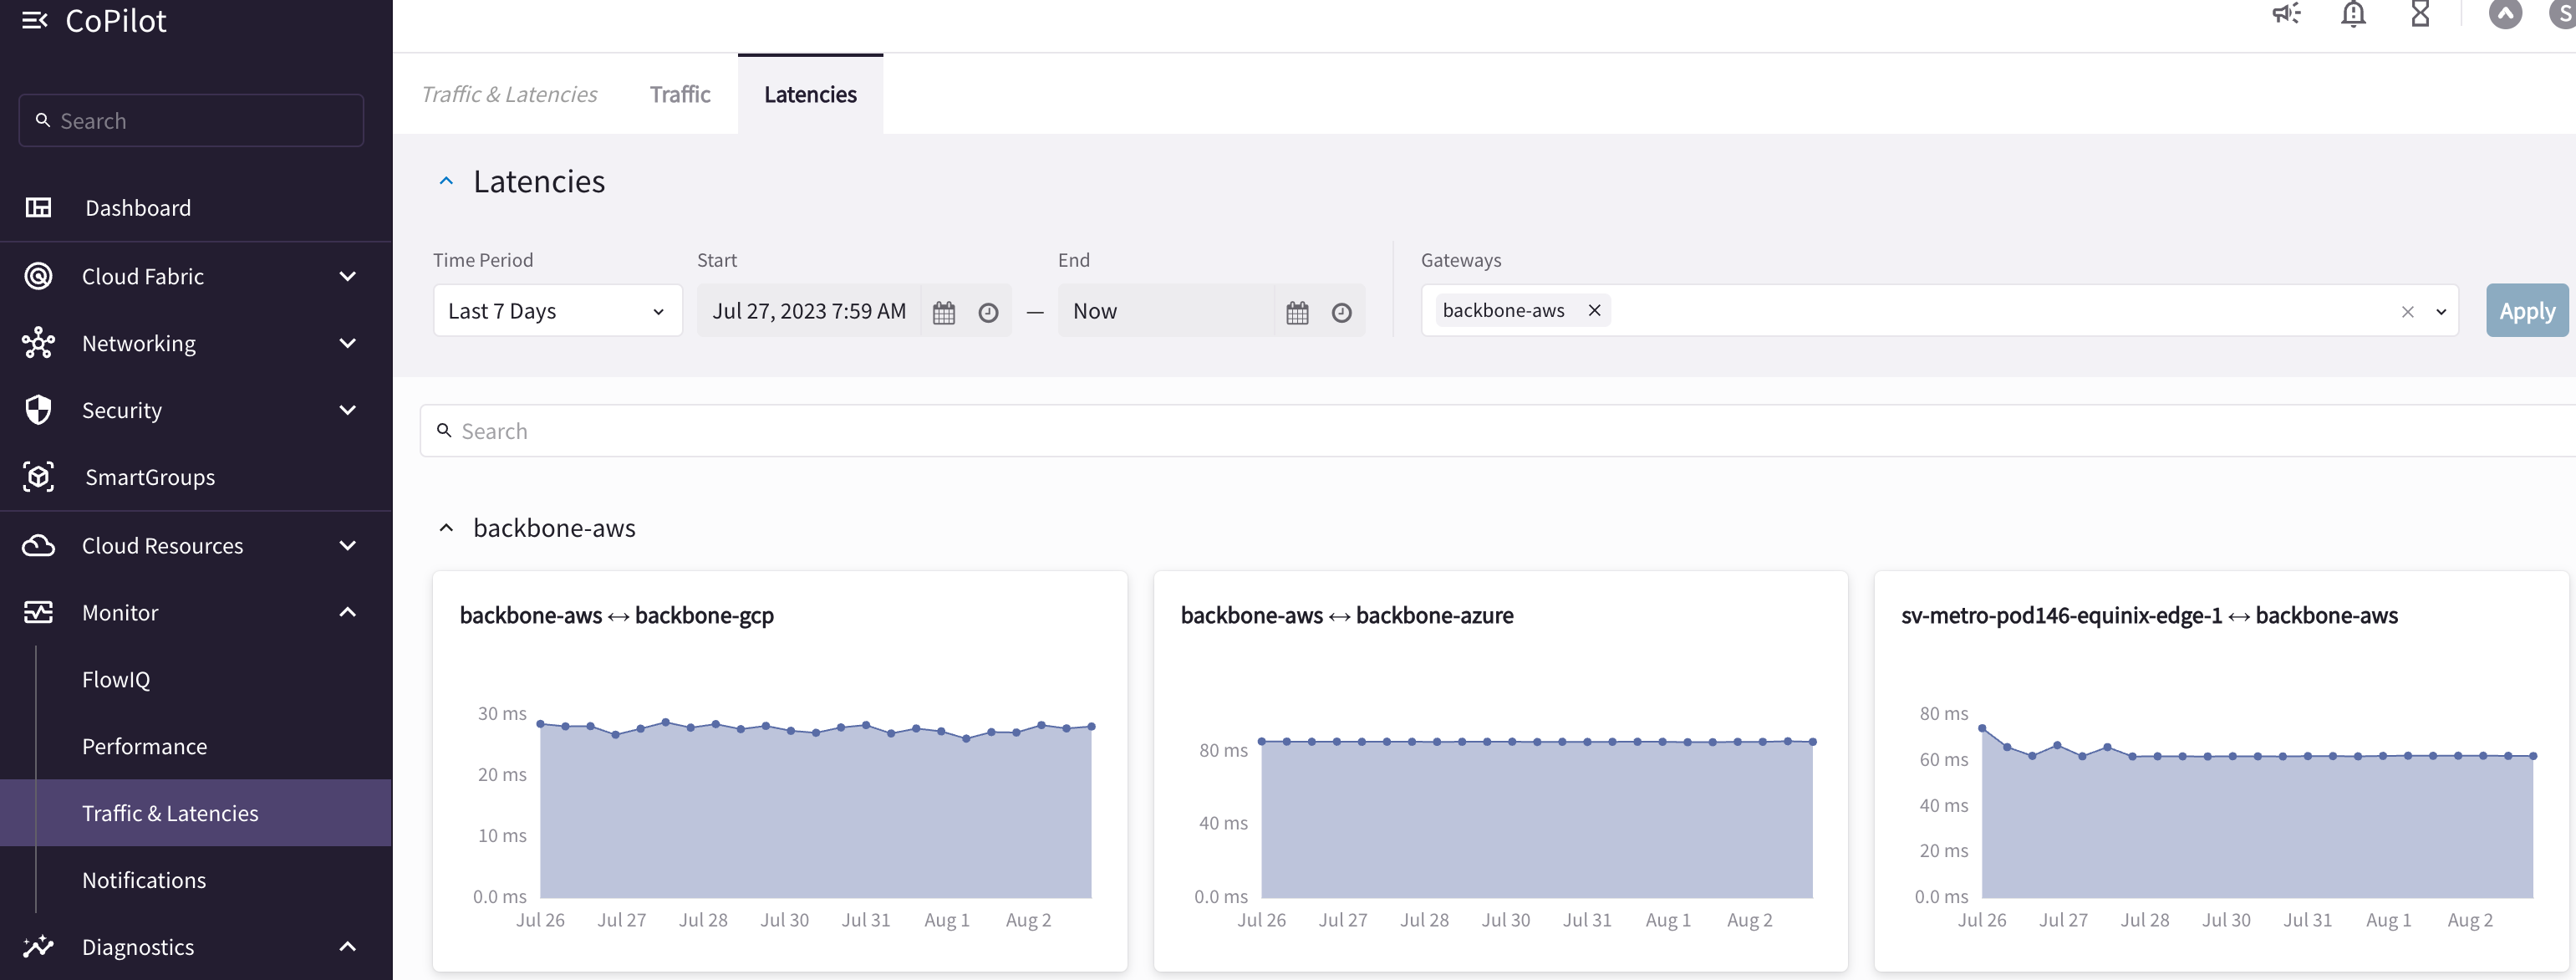 CoPilot
S
Search
Dashboard
Cloud Fabric
Networking
Security
SmartGroups
Cloud Resources
Monitor
FlowIQ
Performance
Traffic & Latencies
Notifications
Diagnostics
Traffic & Latencies Traffic Latencies
Latencies
Time Period Start End Gateways
Last 7 Days Jul 27, 2023 7:59 AM — Now backbone-aws Apply
Search
backbone-aws
backbone-aws ↔ backbone-gcp
30 ms
20 ms
10 ms
0.0 ms
Jul 26 Jul 27 Jul 28 Jul 30 Jul 31 Aug 1 Aug 2
backbone-aws ↔ backbone-azure
80 ms
40 ms
0.0 ms
Jul 26 Jul 27 Jul 28 Jul 30 Jul 31 Aug 1 Aug 2
sv-metro-pod146-equinix-edge-1 ↔ backbone-aws
80 ms
60 ms
40 ms
20 ms
0.0 ms
Jul 26 Jul 27 Jul 28 Jul 30 Jul 31 Aug 1 Aug 2